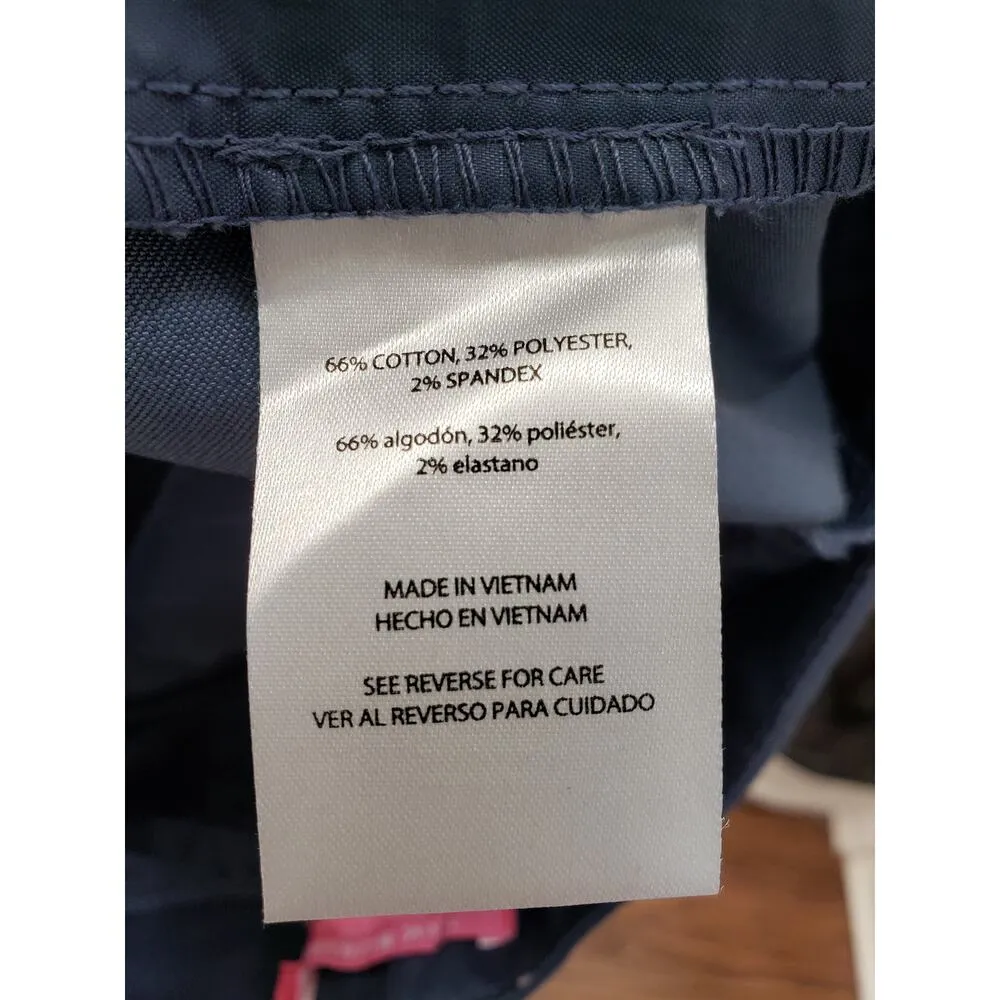 66% COTTON, 32% POLYESTER,
2% SPANDEX
66% algodón, 32% poliéster,
2% elastano
MADE IN VIETNAM
HECHO EN VIETNAM
SEE REVERSE FOR CARE
VER AL REVERSO PARA CUIDADO